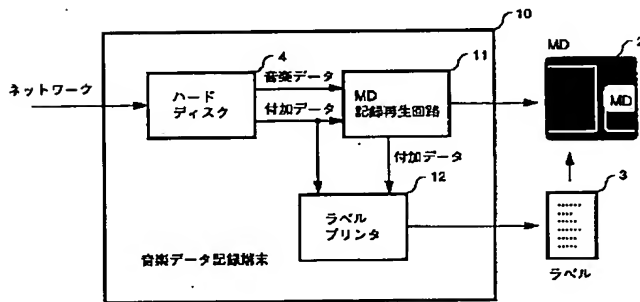 10
4
11
MD
2
ネットワーク
ハード
ディスク
音楽データ
付加データ
MD
記録再生回路
MD
付加データ
12
3
ラベル
プリンタ
音楽データ記録端末
ラベル